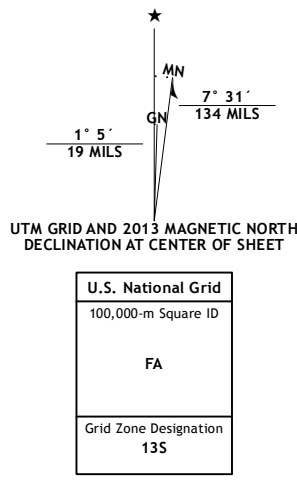 MN
7° 31´
134 MILS
GN
1° 5´
19 MILS
UTM GRID AND 2013 MAGNETIC NORTH
DECLINATION AT CENTER OF SHEET
U.S. National Grid
100,000-m Square ID
FA
Grid Zone Designation
13S